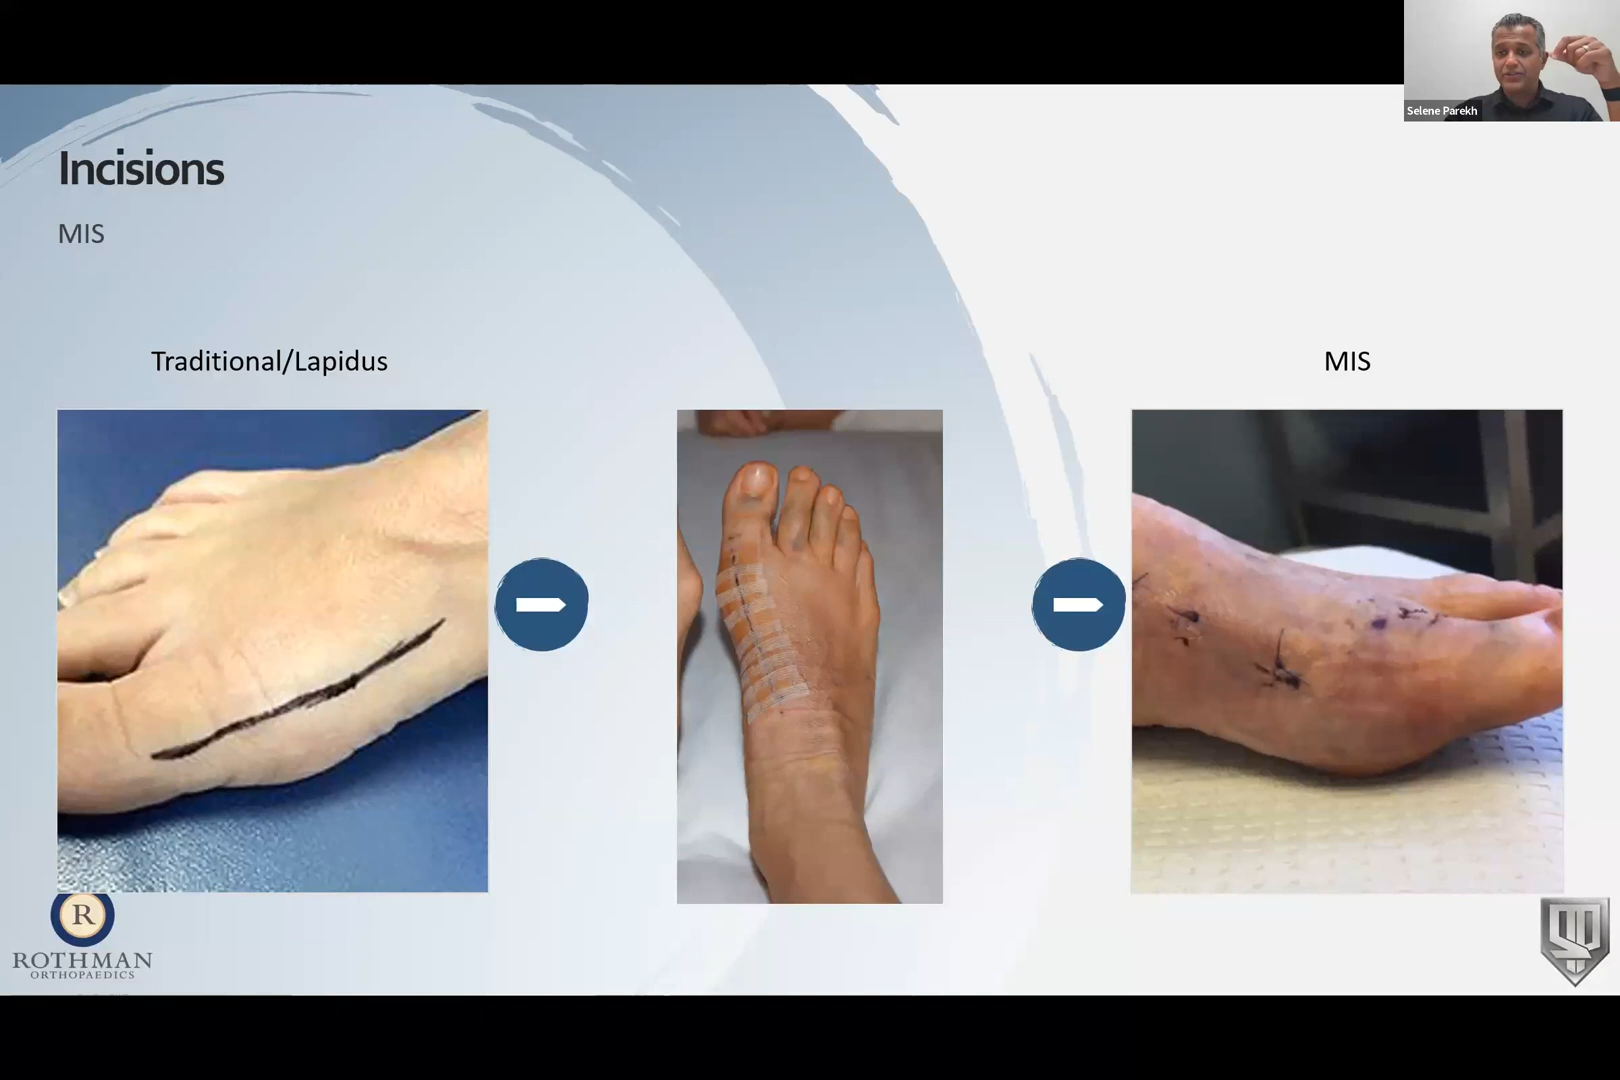 Selene Parekh
Incisions
MIS
Traditional/Lapidus
MIS
R
ROTHMAN
ORTHOPAEDICS